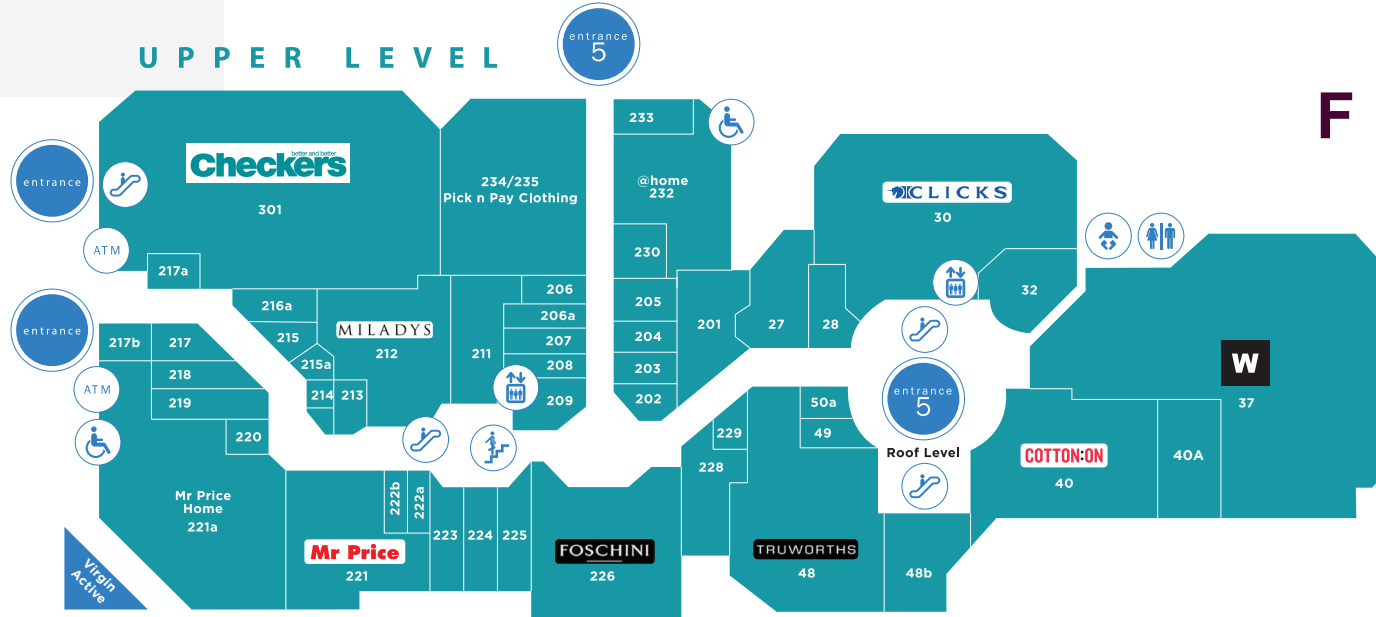 UPPER LEVEL
entrance
5
F
233
better and better
Checkers
301
234/235
Pick n Pay Clothing
@home
232
CLICKS
30
entrance
ATM
217a
230
206
205
206a
216a
MILADYS
212
215
215a
211
207
204
201
27
28
32
208
203
209
202
214
213
entrance
217b
217
218
ATM
219
220
W
37
entrance
5
Roof Level
50a
49
229
228
COTTON:ON
40
40A
Mr Price
Home
221a
222b
222a
223
224
225
Mr Price
221
FOSCHINI
226
TRUWORTHS
48
48b
Virgin
Active